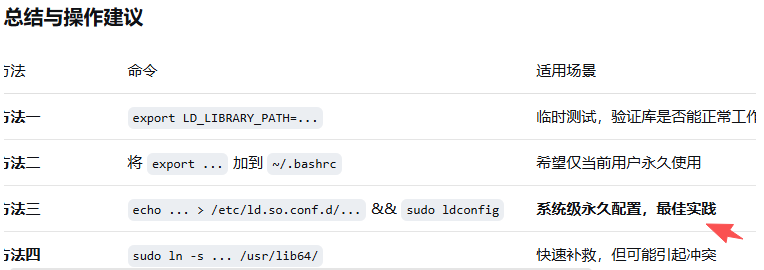 总结与操作建议
方法 命令 适用场景
方法一 export LD_LIBRARY_PATH=... 临时测试，验证库是否能正常工作
方法二 将 export ... 加到 ~/.bashrc 希望仅当前用户永久使用
方法三 echo ... > /etc/ld.so.conf.d/... && sudo ldconfig 系统级永久配置，最佳实践
方法四 sudo ln -s ... /usr/lib64/ 快速补救，但可能引起冲突